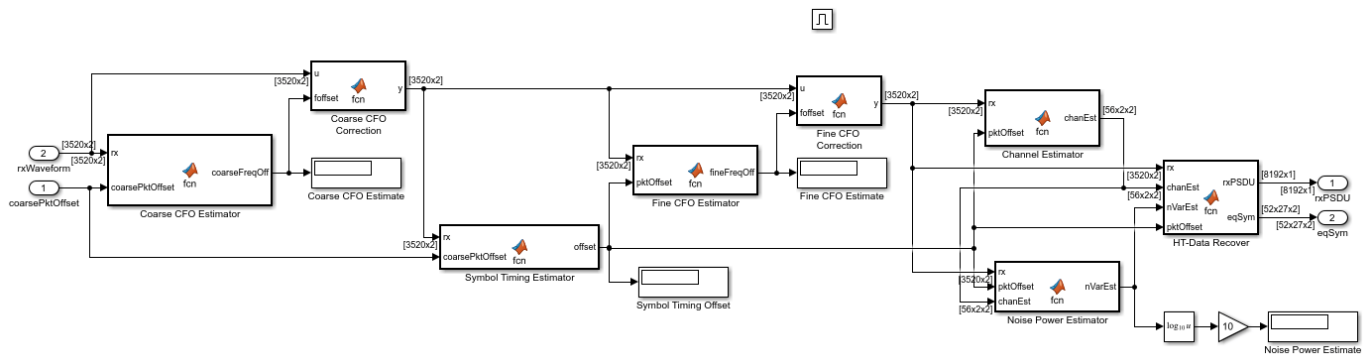 [3520x2]
2
rxWaveform
[3520x2]
1
coarsePktOffset
rx
coarsePktOffset
fcn
coarseFreqOff
Coarse CFO Estimator
[3520x2]
u
foffset
fcn
y
[3520x2]
Coarse CFO
Correction
Coarse CFO Estimate
[3520x2]
rx
coarsePktOffset
fcn
offset
Symbol Timing Estimator
Symbol Timing Offset
[3520x2]
rx
pktOffset
fcn
fineFreqOff
Fine CFO Estimator
[3520x2]
u
foffset
fcn
y
[3520x2]
Fine CFO
Correction
Fine CFO Estimate
[3520x2]
rx
pktOffset
fcn
chanEst
[56x2x2]
Channel Estimator
rx
[3520x2]
pktOffset
chanEst
[56x2x2]
fcn
nVarEst
Noise Power Estimator
rx
[3520x2]
chanEst
[56x2x2]
nVarEst
pktOffset
fcn
rxPSDU
eqSym
HT-Data Recover
[8192x1]
[8192x1]
1
rxPSDU
[52x27x2]
[52x27x2]
2
eqSym
log10 u
10
Noise Power Estimate